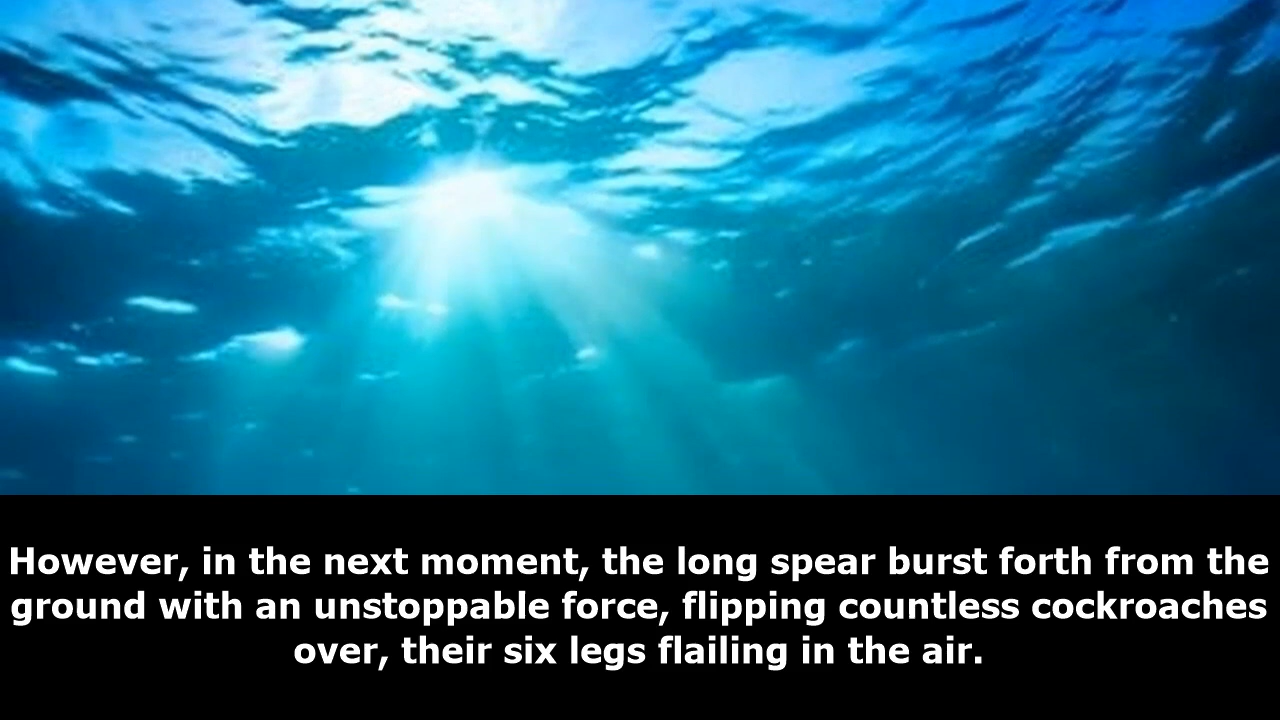 However, in the next moment, the long spear burst forth from the
ground with an unstoppable force, flipping countless cockroaches
over, their six legs flailing in the air.